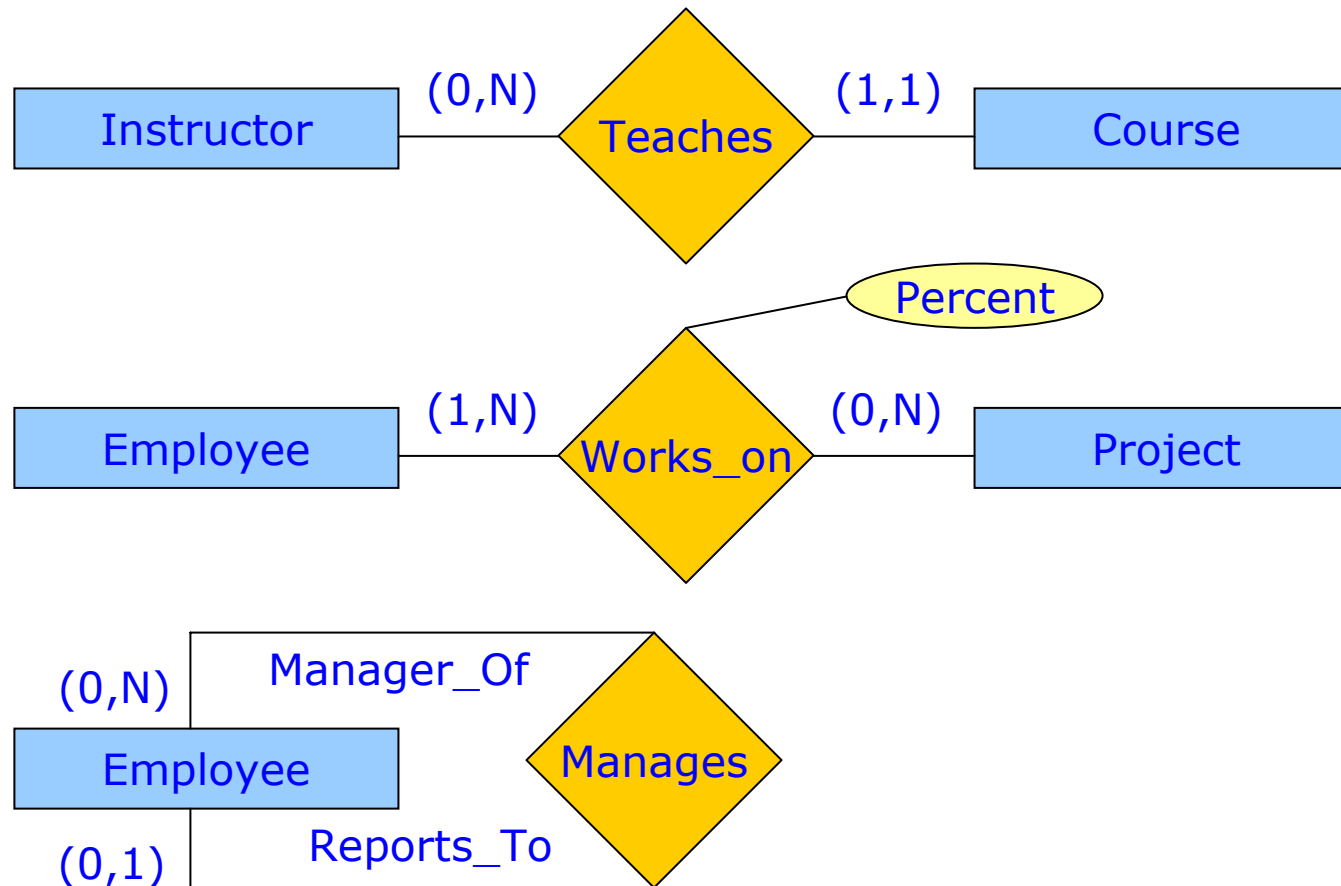 (0,N)
(1,1)
Instructor
Teaches
Course
Percent
(1,N)
(0,N)
Employee
Works_on
Project
Manager_Of
(0,N)
Employee
Manages
Reports_To
(0,1)